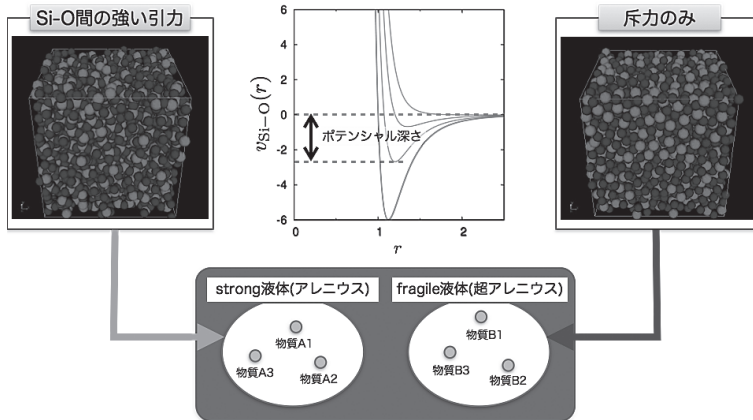 Si-O間の強い引力
斥力のみ
6
4
2
0
-2
-4
-6
v_{Si-O}(r)
ポテンシャル深さ
0
1
2
r
strong液体(アレニウス)
fragile液体(超アレニウス)
物質A1
物質A3
物質A2
物質B1
物質B3
物質B2